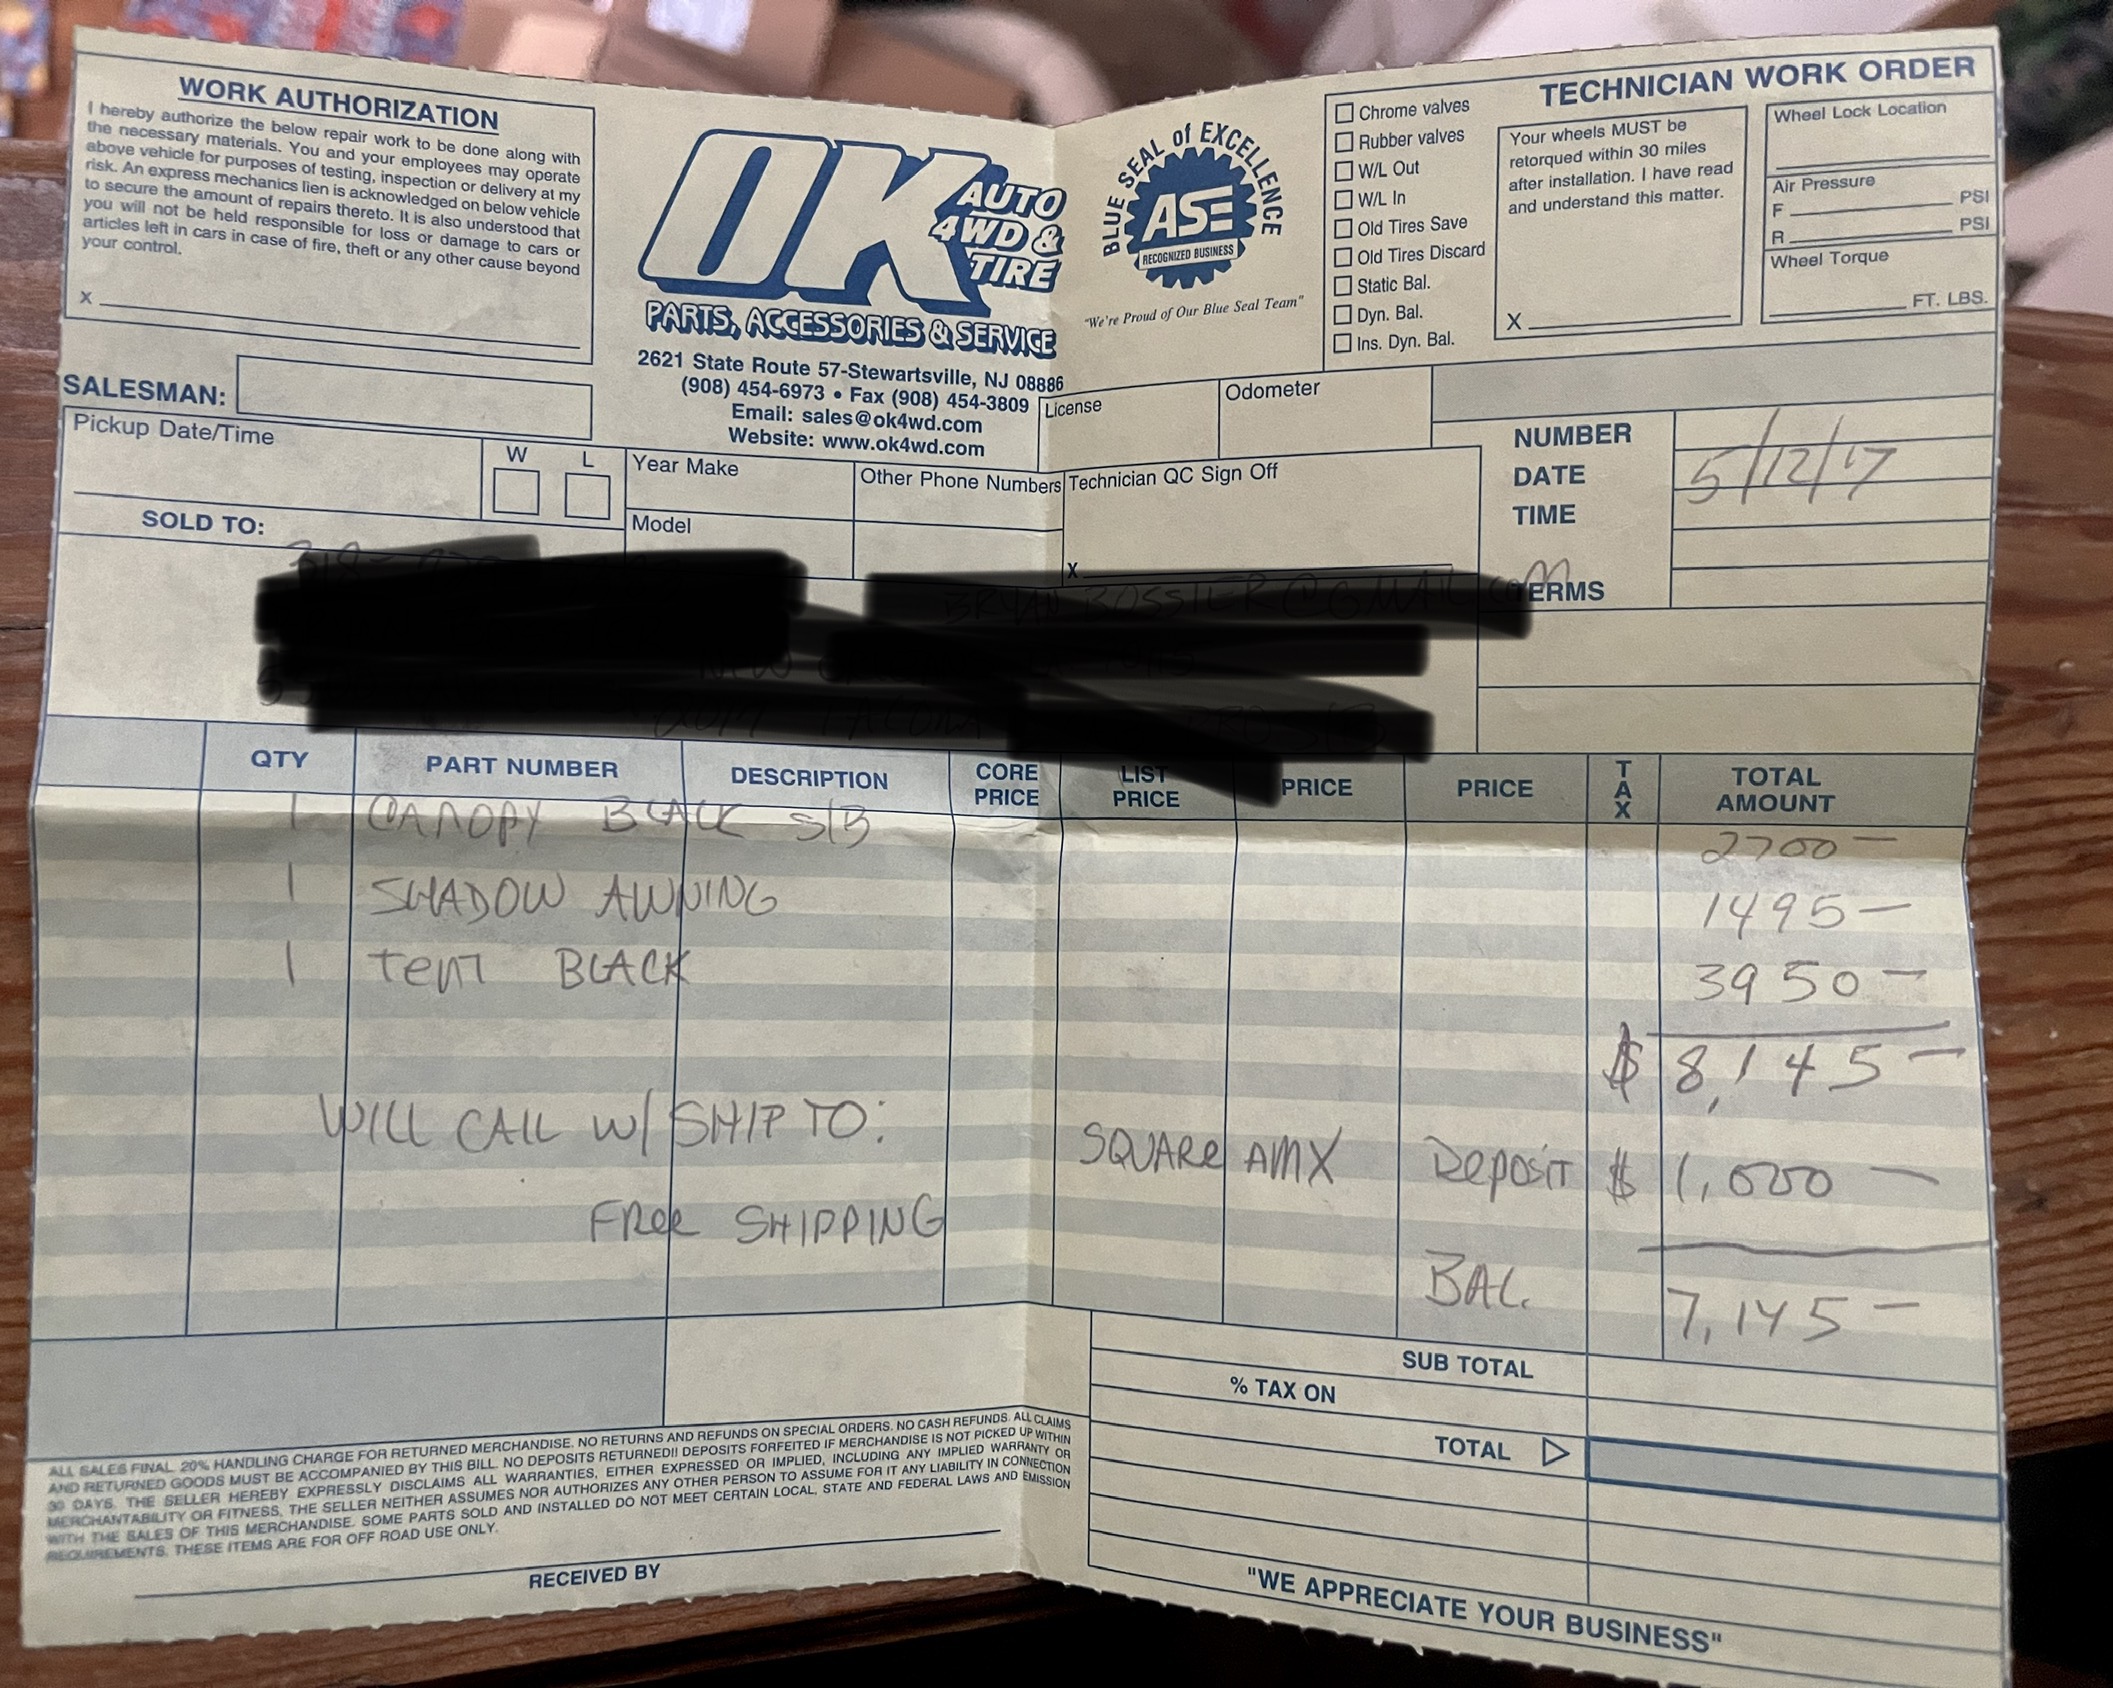 WORK AUTHORIZATION
I hereby authorize the below repair work to be done along with
the necessary materials. You and your employees may operate
above vehicle for purposes of testing, inspection or delivery at my
risk. An express mechanics lien is acknowledged on below vehicle
to secure the amount of repairs thereto. It is also understood that
you will not be held responsible for loss or damage to cars or
articles left in cars in case of fire, theft or any other cause beyond
your control.
X
OK AUTO
4WD &
TIRE
PARTS, ACCESSORIES & SERVICE
2621 State Route 57-Stewartsville, NJ 08886
(908) 454-6973 • Fax (908) 454-3809
Email: sales@ok4wd.com
Website: www.ok4wd.com
BLUE SEAL of EXCELLENCE
ASE
RECOGNIZED BUSINESS
"We're Proud of Our Blue Seal Team"
Chrome valves
Rubber valves
W/L Out
W/L In
Old Tires Save
Old Tires Discard
Static Bal.
Dyn. Bal.
Ins. Dyn. Bal.
TECHNICIAN WORK ORDER
Your wheels MUST be
retorqued within 30 miles
after installation. I have read
and understand this matter.
X
Wheel Lock Location
Air Pressure
F PSI
R PSI
Wheel Torque
FT. LBS.
SALESMAN:
Pickup Date/Time
W L
Year Make
Model
Other Phone Numbers
License
Odometer
Technician QC Sign Off
X
NUMBER
DATE 5/12/17
TIME
TERMS
SOLD TO:
QTY PART NUMBER DESCRIPTION CORE PRICE LIST PRICE PRICE PRICE TAX TOTAL AMOUNT
1 CANOPY BLACK S/B 2700—
1 SHADOW AWNING 1495—
1 Tent BLACK 3950—
$ 8,145—
WILL CALL W/ SHIP TO: SQUARE AMX Deposit $ 1,000—
Free SHIPPING
BAL. 7,145—
SUB TOTAL
% TAX ON
TOTAL
ALL SALES FINAL. 20% HANDLING CHARGE FOR RETURNED MERCHANDISE. NO RETURNS AND REFUNDS ON SPECIAL ORDERS. NO CASH REFUNDS. ALL CLAIMS
AND RETURNED GOODS MUST BE ACCOMPANIED BY THIS BILL. NO DEPOSITS RETURNED!! DEPOSITS FORFEITED IF MERCHANDISE IS NOT PICKED UP WITHIN
30 DAYS. THE SELLER HEREBY EXPRESSLY DISCLAIMS ALL WARRANTIES, EITHER EXPRESSED OR IMPLIED, INCLUDING ANY IMPLIED WARRANTY OR
MERCHANTABILITY OR FITNESS, THE SELLER NEITHER ASSUMES NOR AUTHORIZES ANY OTHER PERSON TO ASSUME FOR IT ANY LIABILITY IN CONNECTION
WITH THE SALES OF THIS MERCHANDISE. SOME PARTS SOLD AND INSTALLED DO NOT MEET CERTAIN LOCAL, STATE AND FEDERAL LAWS AND EMISSION
REQUIREMENTS. THESE ITEMS ARE FOR OFF ROAD USE ONLY.
RECEIVED BY
"WE APPRECIATE YOUR BUSINESS"